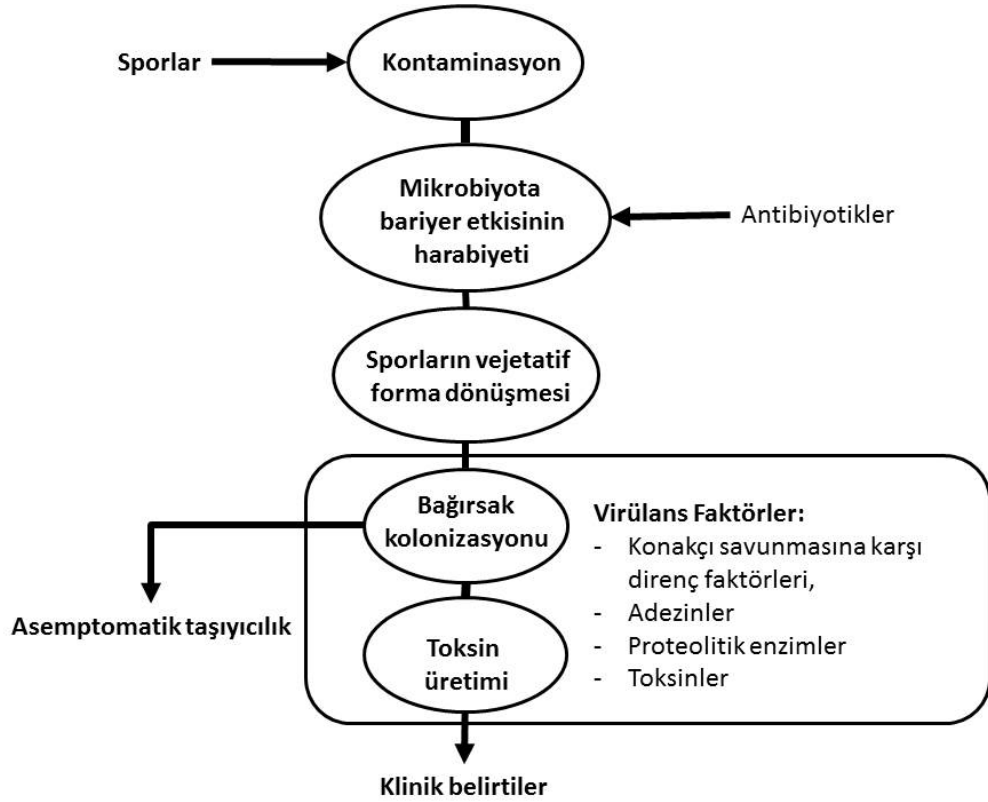 Sporlar
Kontaminasyon
Mikrobiyota
bariyer etkisinin
harabiyeti
Antibiyotikler
Sporların vejetatif
forma dönüşmesi
Bağırsak
kolonizasyonu
Virülans Faktörler:
- Konakçı savunmasına karşı
direnç faktörleri,
- Adezinler
- Proteolitik enzimler
- Toksinler
Asemptomatik taşıyıcılık
Toksin
üretimi
Klinik belirtiler